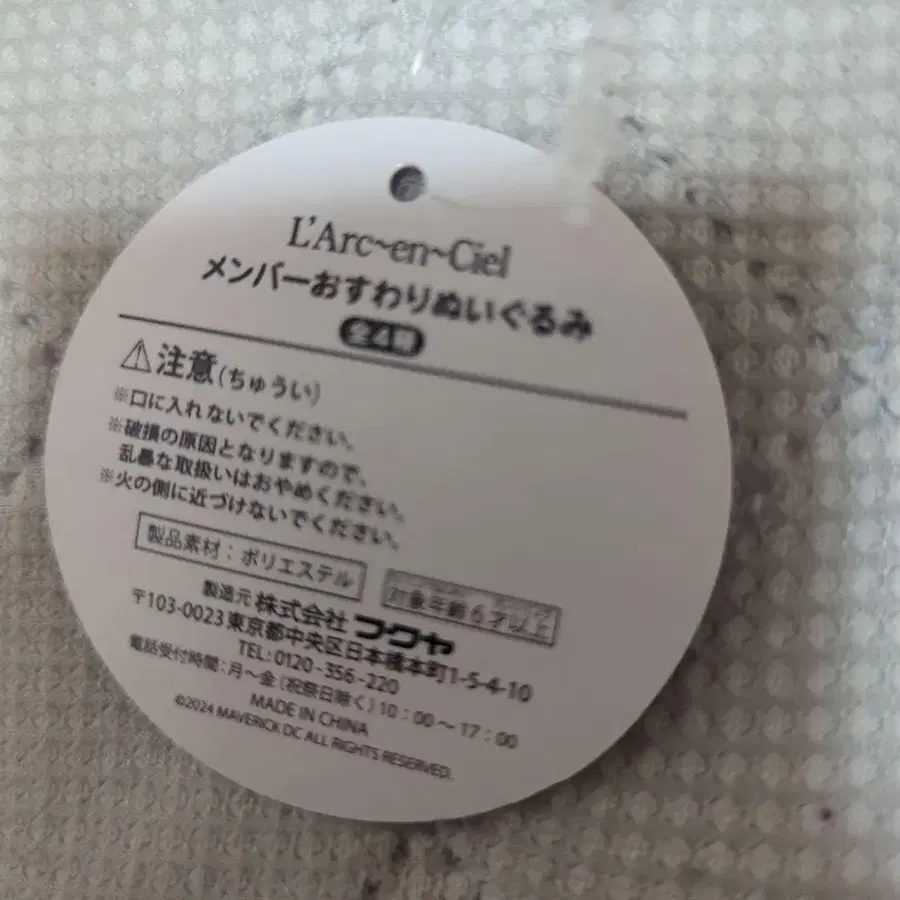 L'Arc~en~Ciel
メンバーおすわりぬいぐるみ
全4種
⚠注意(ちゅうい)
※口に入れないでください。
※破損の原因となりますので、
乱暴な取扱いはおやめください。
※火の側に近づけないでください。
製品素材：ポリエステル
対象年齢6才以上
製造元 株式会社フクヤ
〒103-0023東京都中央区日本橋本町1-5-4-10
TEL:0120-356-220
電話受付時間:月～金(祝祭日除く)10:00～17:00
MADE IN CHINA
©2024 MAVERICK DC ALL RIGHTS RESERVED.